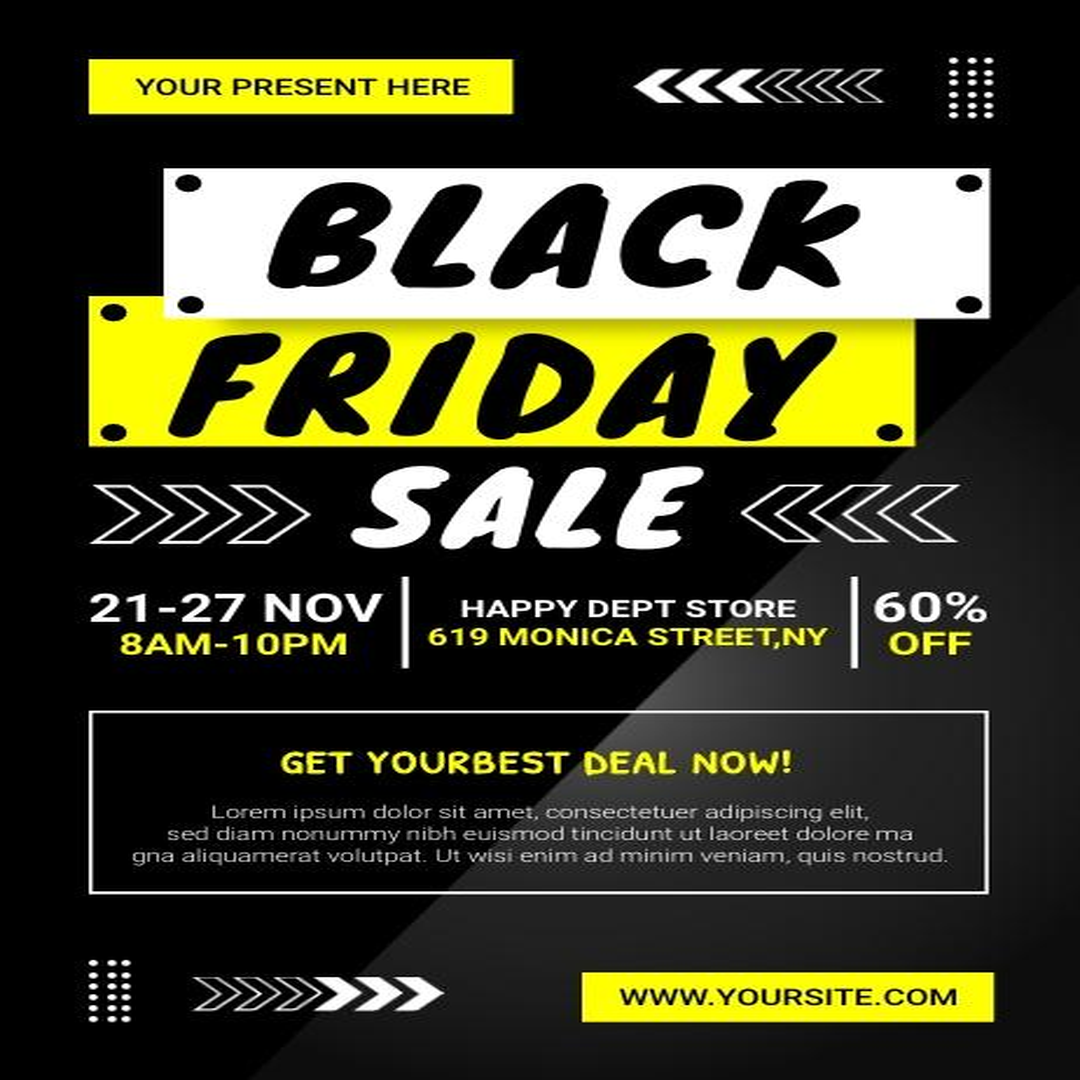 YOUR PRESENT HERE
BLACK
FRIDAY
SALE
21-27 NOV
8AM-10PM
HAPPY DEPT STORE
619 MONICA STREET,NY
60%
OFF
GET YOURBEST DEAL NOW!
Lorem ipsum dolor sit amet, consectetuer adipiscing elit,
sed diam nonummy nibh euismod tincidunt ut laoreet dolore ma
gna aliquamerat volutpat. Ut wisi enim ad minim veniam, quis nostrud.
WWW.YOURSITE.COM